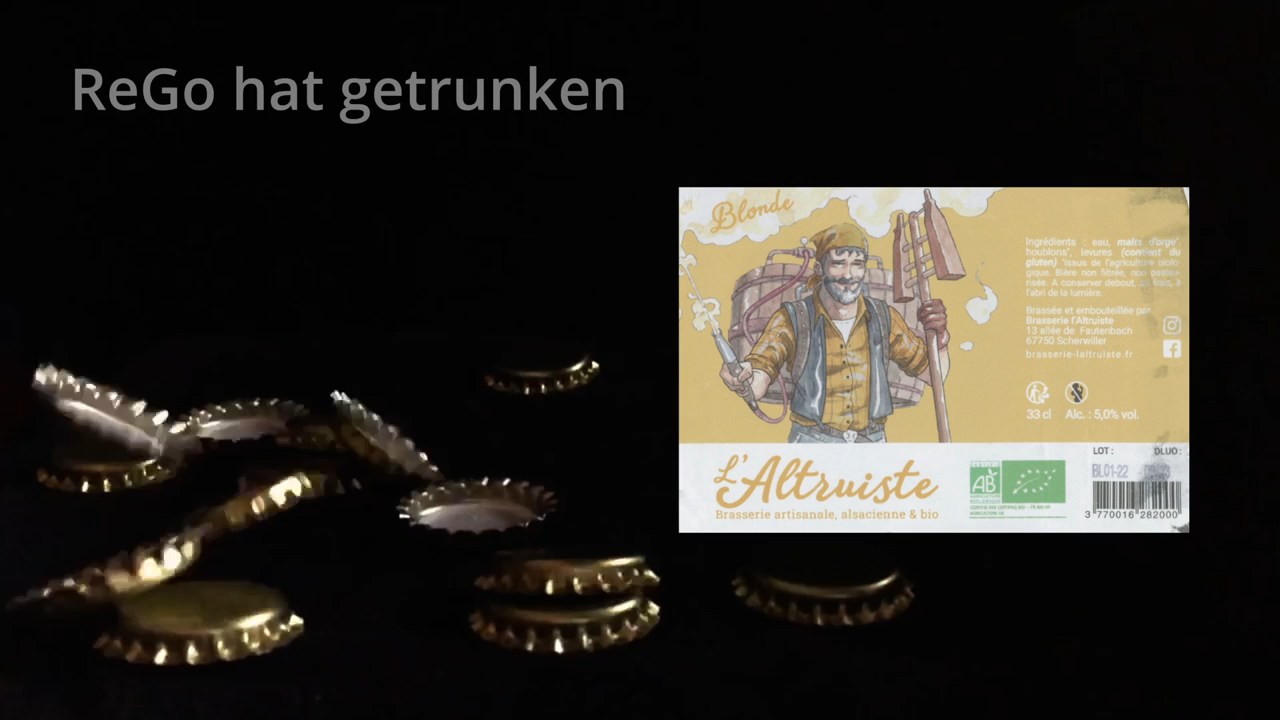 ReGo hat getrunken
Blonde
Ingrédients : eau, malts d'orge*,
houblons*, levures (contient du
gluten) *issus de l'agriculture biolo-
gique. Bière non filtrée, non pasteu-
risée. A conserver debout, au frais, à
l'abri de la lumière.
Brassée et embouteillée par
Brasserie l'Altruiste
13 allée de Fautenbach
67750 Scherwiller
brasserie-laltruiste.fr
33 cl Alc. : 5,0% vol.
L'Altruiste
Brasserie artisanale, alsacienne & bio
AB
LOT : DLUO :
BL01-22
3 770016 282000